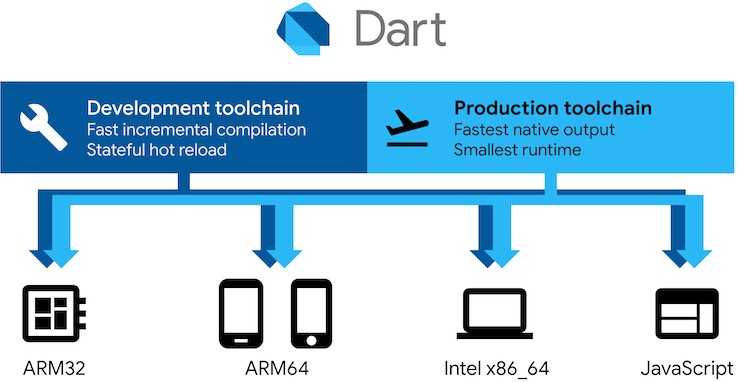 Dart
Development toolchain
Fast incremental compilation
Stateful hot reload
Production toolchain
Fastest native output
Smallest runtime
ARM32
ARM64
Intel x86_64
JavaScript